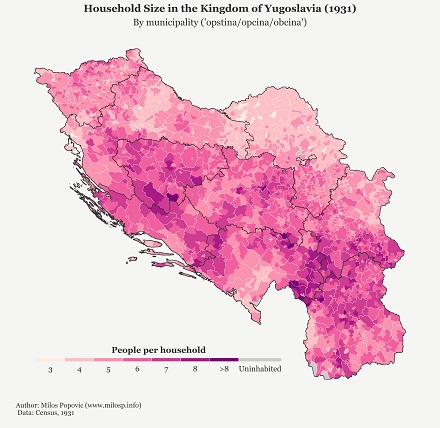 Household Size in the Kingdom of Yugoslavia (1931)
By municipality ('opstina/opcina/obcina')
People per household
3 4 5 6 7 8 >8 Uninhabited
Author: Milos Popovic (www.milosp.info)
Data: Census, 1931